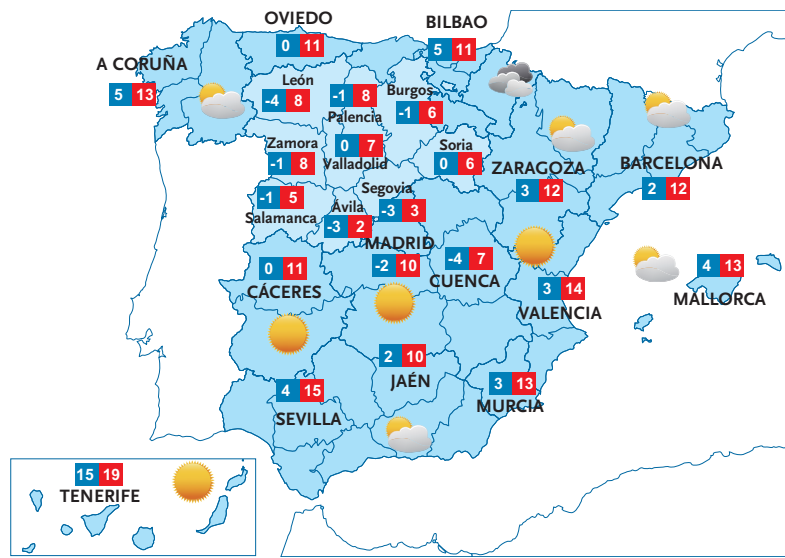 OVIEDO
0 11
BILBAO
5 11
A CORUÑA
5 13
León
-4 8
-1 8
Palencia
Burgos
-1 6
Zamora
-1 8
0 7
Valladolid
Soria
0 6
ZARAGOZA
3 12
BARCELONA
2 12
-1 5
Salamanca
Ávila
-3 2
Segovia
-3 3
MADRID
-2 10
-4 7
CUENCA
0 11
CÁCERES
3 14
VALENCIA
4 13
MALLORCA
2 10
JAÉN
4 15
SEVILLA
3 13
MURCIA
15 19
TENERIFE